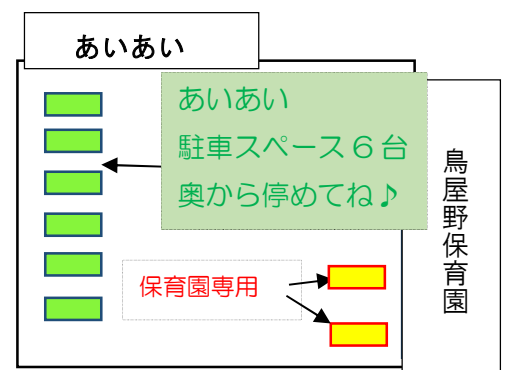 あいあい
あいあい
駐車スペース６台
奥から停めてね♪
鳥屋野保育園
保育園専用